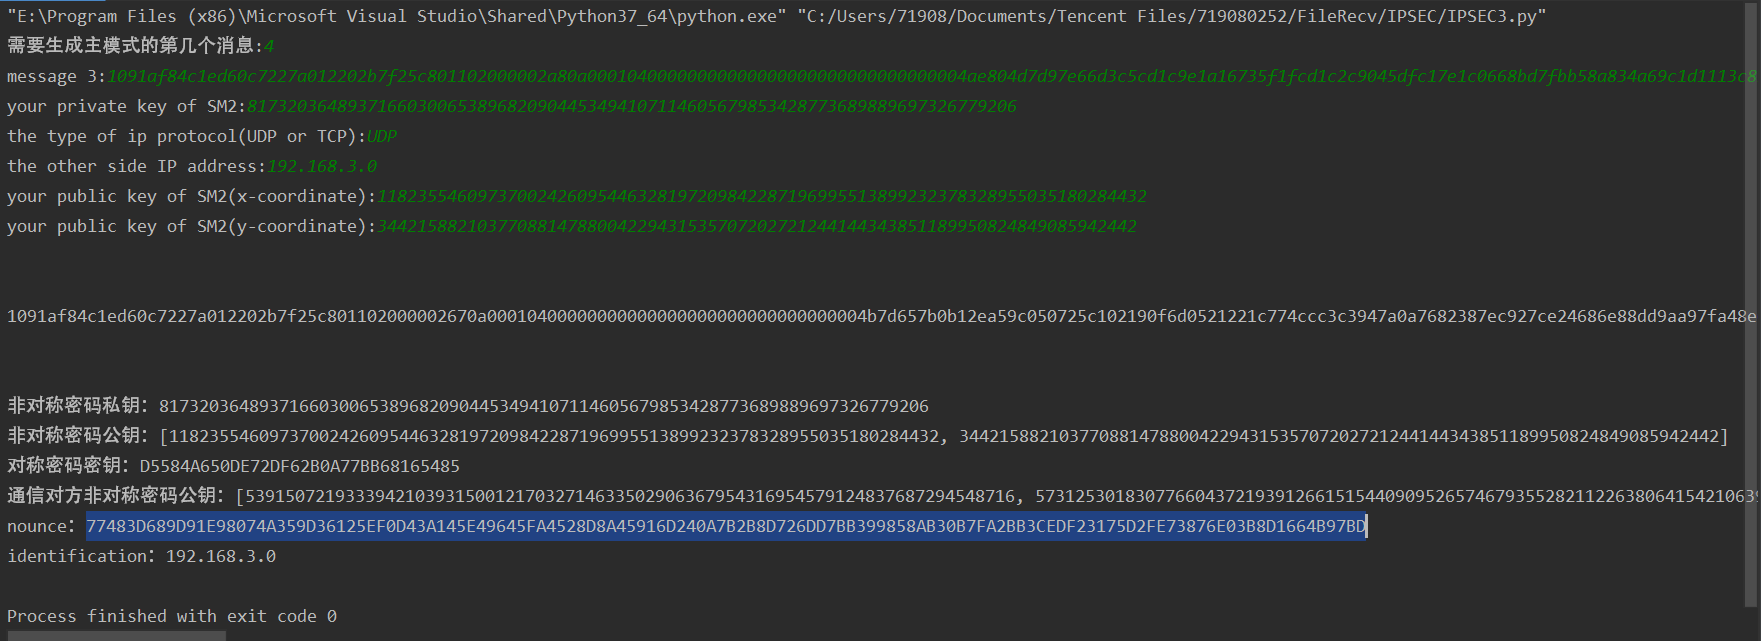 "E:\Program Files (x86)\Microsoft Visual Studio\Shared\Python37_64\python.exe" "C:/Users/71908/Documents/Tencent Files/719080252/FileRecv/IPSEC/IPSEC3.py"
需要生成主模式的第几个消息:4
message 3:1091af84c1ed60c7227a012202b7f25c801102000002a80a00010400000000000000000000000000000004ae804d7d97e66d3c5cd1c9e1a16735f1fcd1c2c9045dfc17e1c0668bd7fbb58a834a69c1d1113c8
your private key of SM2:81732036489371660300653896820904453494107114605679853428773689889697326779206
the type of ip protocol(UDP or TCP):UDP
the other side IP address:192.168.3.0
your public key of SM2(x-coordinate):11823554609737002426095446328197209842287196995513899232378328955035180284432
your public key of SM2(y-coordinate):3442158821037708814788004229431535707202721244144343851189950824849085942442
1091af84c1ed60c7227a012202b7f25c801102000002670a00010400000000000000000000000000000004b7d657b0b12ea59c050725c102190f6d0521221c774ccc3c3947a0a7682387ec927ce24686e88dd9aa97fa48e
非对称密码私钥：81732036489371660300653896820904453494107114605679853428773689889697326779206
非对称密码公钥：[11823554609737002426095446328197209842287196995513899232378328955035180284432, 3442158821037708814788004229431535707202721244144343851189950824849085942442]
对称密码密钥：D5584A650DE72DF62B0A77BB68165485
通信对方非对称密码公钥：[53915072193339421039315001217032714633502906367954316954579124837687294548716, 573125301830776604372193912661515440909526574679355282112263806415421063
nounce：77483D689D91E98074A359D36125EF0D43A145E49645FA4528D8A45916D240A7B2B8D726DD7BB399858AB30B7FA2BB3CEDF23175D2FE73876E03B8D1664B97BD
identification：192.168.3.0
Process finished with exit code 0